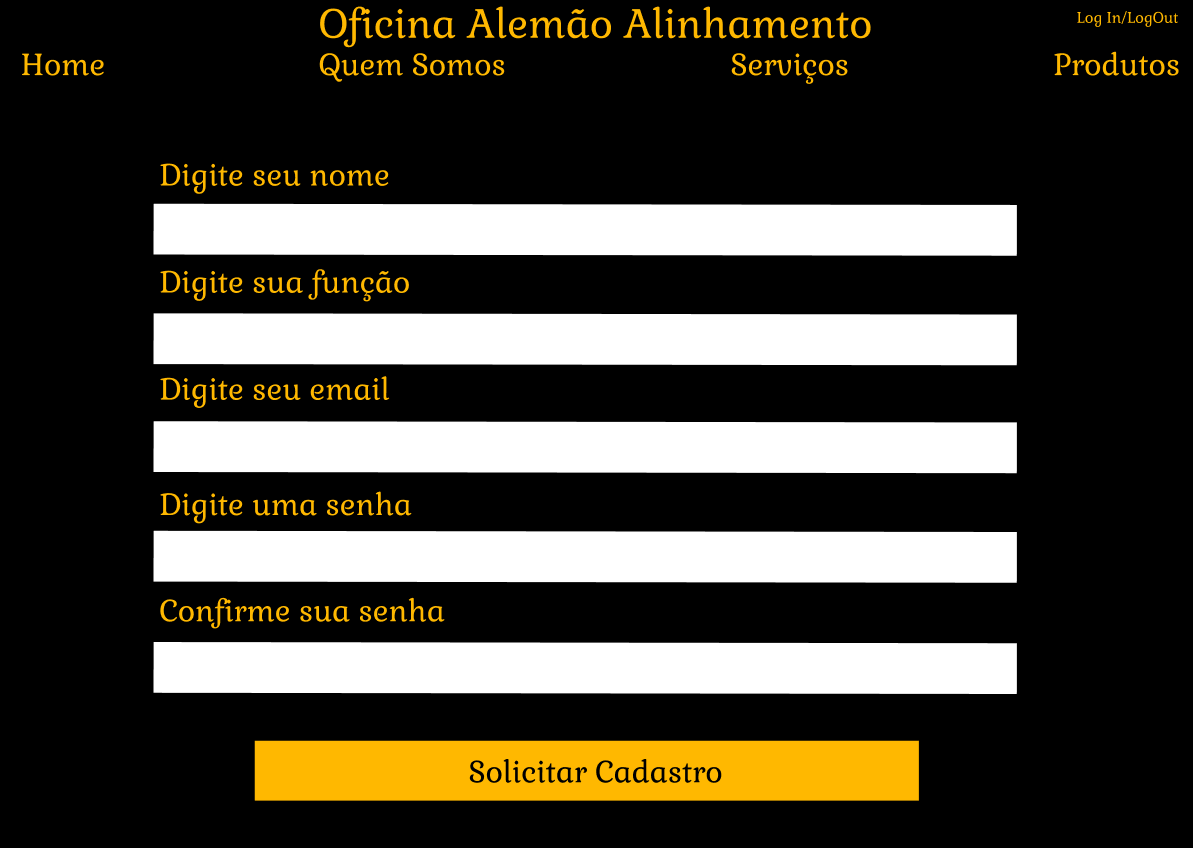 Oficina Alemão Alinhamento
Log In/LogOut
Home Quem Somos Serviços Produtos
Digite seu nome
Digite sua função
Digite seu email
Digite uma senha
Confirme sua senha
Solicitar Cadastro